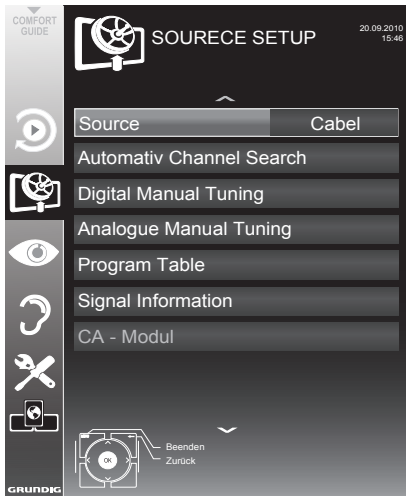 COMFORT
GUIDE
SOURECE SETUP
20.09.2010
15:46
Source Cabel
Automativ Channel Search
Digital Manual Tuning
Analogue Manual Tuning
Program Table
Signal Information
CA - Modul
OK
Beenden
Zurück
GRUNDIG